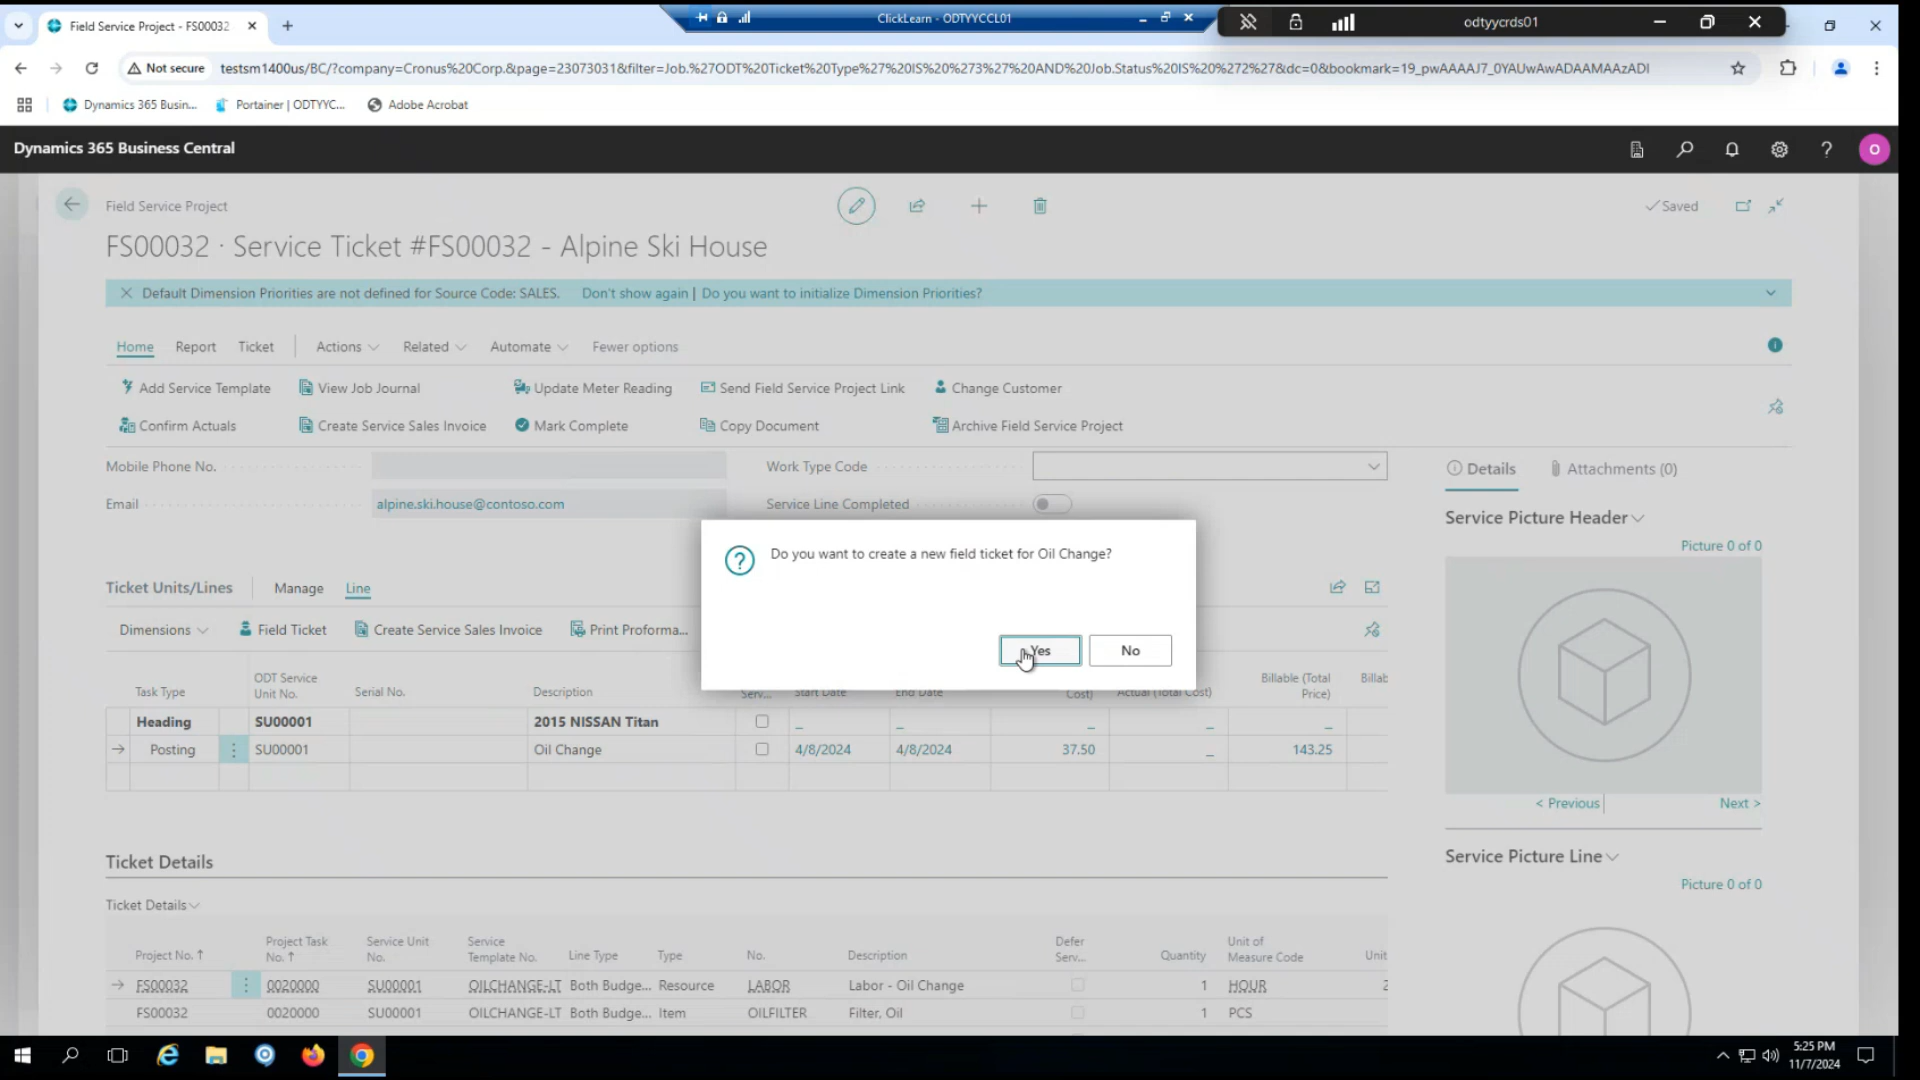 Field Service Project - FS00032
ClickLearn - ODTYYCCL01
odtyycrds01
Not secure testsm1400us/BC/?company=Cronus%20Corp.&page=23073031&filter=Job.%27ODT%20Ticket%20Type%27%20IS%20%273%27%20AND%20Job.Status%20IS%20%272%27&dc=0&bookmark=19_pwAAAAJ7_0YAUwAwADAAMAAzADI
Dynamics 365 Busin... Portainer | ODTYYC... Adobe Acrobat
Dynamics 365 Business Central
O
Field Service Project
Saved
FS00032 · Service Ticket #FS00032 - Alpine Ski House
Default Dimension Priorities are not defined for Source Code: SALES. Don't show again | Do you want to initialize Dimension Priorities?
Home Report Ticket Actions Related Automate Fewer options
Add Service Template View Job Journal Update Meter Reading Send Field Service Project Link Change Customer
Confirm Actuals Create Service Sales Invoice Mark Complete Copy Document Archive Field Service Project
Mobile Phone No. Work Type Code
Details Attachments (0)
Email alpine.ski.house@contoso.com Service Line Completed
Service Picture Header
Picture 0 of 0
Do you want to create a new field ticket for Oil Change?
Yes No
Ticket Units/Lines Manage Line
Dimensions Field Ticket Create Service Sales Invoice Print Proforma...
Task Type ODT Service Unit No. Serial No. Description Serv... Start Date End Date Cost) Actual (Total Cost) Billable (Total Price) Billab
Heading SU00001 2015 NISSAN Titan _ _ _ _ _
Posting SU00001 Oil Change 4/8/2024 4/8/2024 37.50 _ 143.25
< Previous Next >
Service Picture Line
Picture 0 of 0
Ticket Details
Ticket Details
Project No. ↑ Project Task No. ↑ Service Unit No. Service Template No. Line Type Type No. Description Defer Serv... Quantity Unit of Measure Code Unit
FS00032 0020000 SU00001 OILCHANGE-LT Both Budge... Resource LABOR Labor - Oil Change 1 HOUR 2
FS00032 0020000 SU00001 OILCHANGE-LT Both Budge... Item OILFILTER Filter, Oil 1 PCS
5:25 PM
11/7/2024